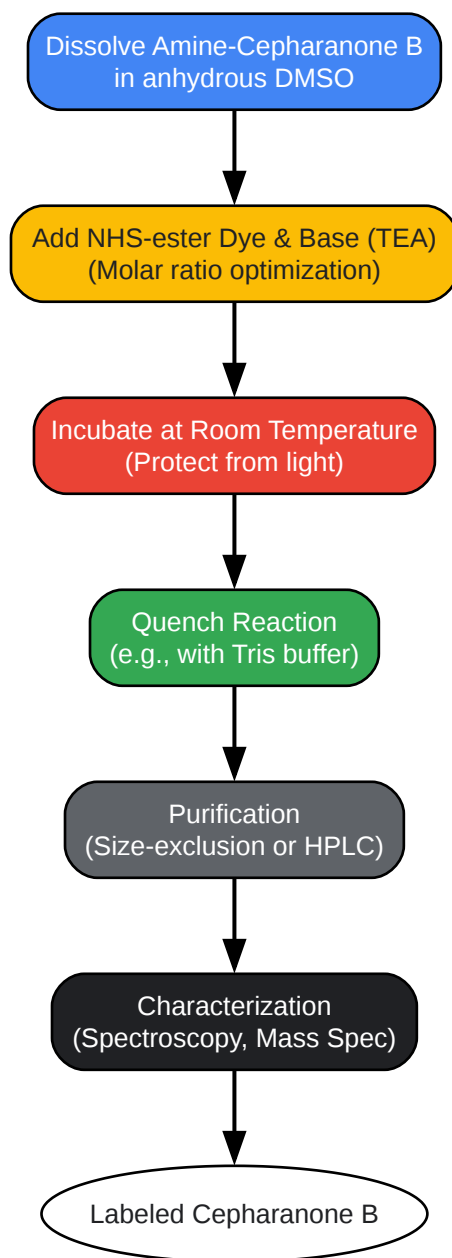 Dissolve Amine-Cepharanone B
in anhydrous DMSO
Add NHS-ester Dye & Base (TEA)
(Molar ratio optimization)
Incubate at Room Temperature
(Protect from light)
Quench Reaction
(e.g., with Tris buffer)
Purification
(Size-exclusion or HPLC)
Characterization
(Spectroscopy, Mass Spec)
Labeled Cepharanone B